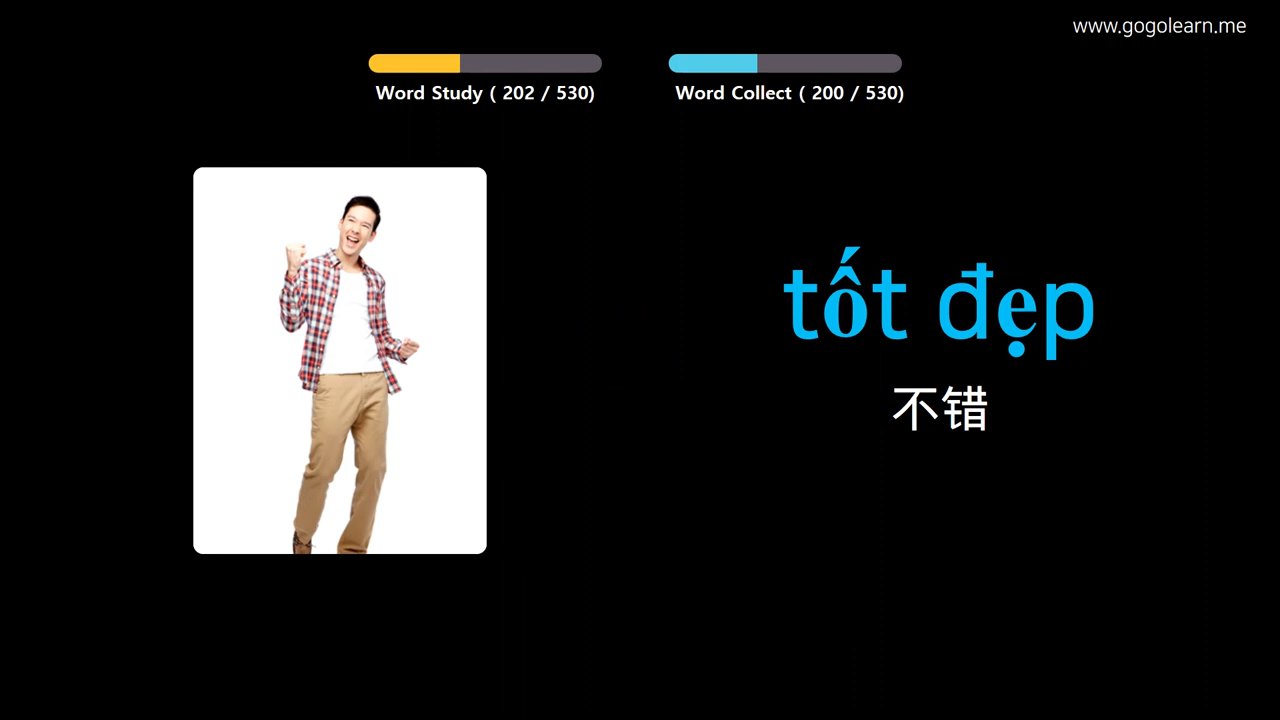 www.gogolearn.me
Word Study ( 202 / 530)
Word Collect ( 200 / 530)
tốt đẹp
不错